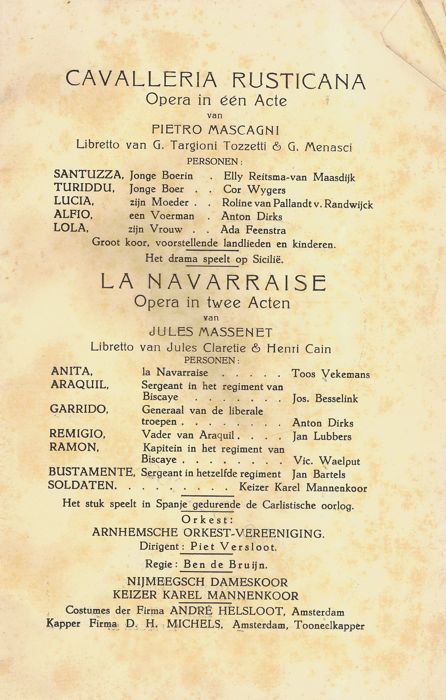 CAVALLERIA RUSTICANA
Opera in één Acte
van
PIETRO MASCAGNI
Libretto van G. Targioni Tozzetti & G. Menasci
PERSONEN:
SANTUZZA, Jonge Boerin . Elly Reitsma-van Maasdijk
TURIDDU, Jonge Boer . . Cor Wygers
LUCIA, zijn Moeder . . Roline van Pallandt v. Randwijck
ALFIO, een Voerman . Anton Dirks
LOLA, zijn Vrouw . . Ada Feenstra
Groot koor, voorstellende landlieden en kinderen.
Het drama speelt op Sicilië.
LA NAVARRAISE
Opera in twee Acten
van
JULES MASSENET
Libretto van Jules Claretie & Henri Cain
PERSONEN:
ANITA, la Navarraise . . . . . Toos Vekemans
ARAQUIL, Sergeant in het regiment van
Biscaye . . . . . . . Jos. Besselink
GARRIDO, Generaal van de liberale
troepen . . . . . . . Anton Dirks
REMIGIO, Vader van Araquil . . . . Jan Lubbers
RAMON, Kapitein in het regiment van
Biscaye . . . . . . . Vic. Waelput
BUSTAMENTE, Sergeant in hetzelfde regiment Jan Bartels
SOLDATEN. . . . . . . . . Keizer Karel Mannenkoor
Het stuk speelt in Spanje gedurende de Carlistische oorlog.
Orkest:
ARNHEMSCHE ORKEST-VEREENIGING.
Dirigent: Piet Versloot.
Regie: Ben de Bruijn.
NIJMEEGSCH DAMESKOOR
KEIZER KAREL MANNENKOOR
Costumes der Firma ANDRÉ HELSLOOT, Amsterdam
Kapper Firma D. H. MICHELS, Amsterdam, Tooneelkapper